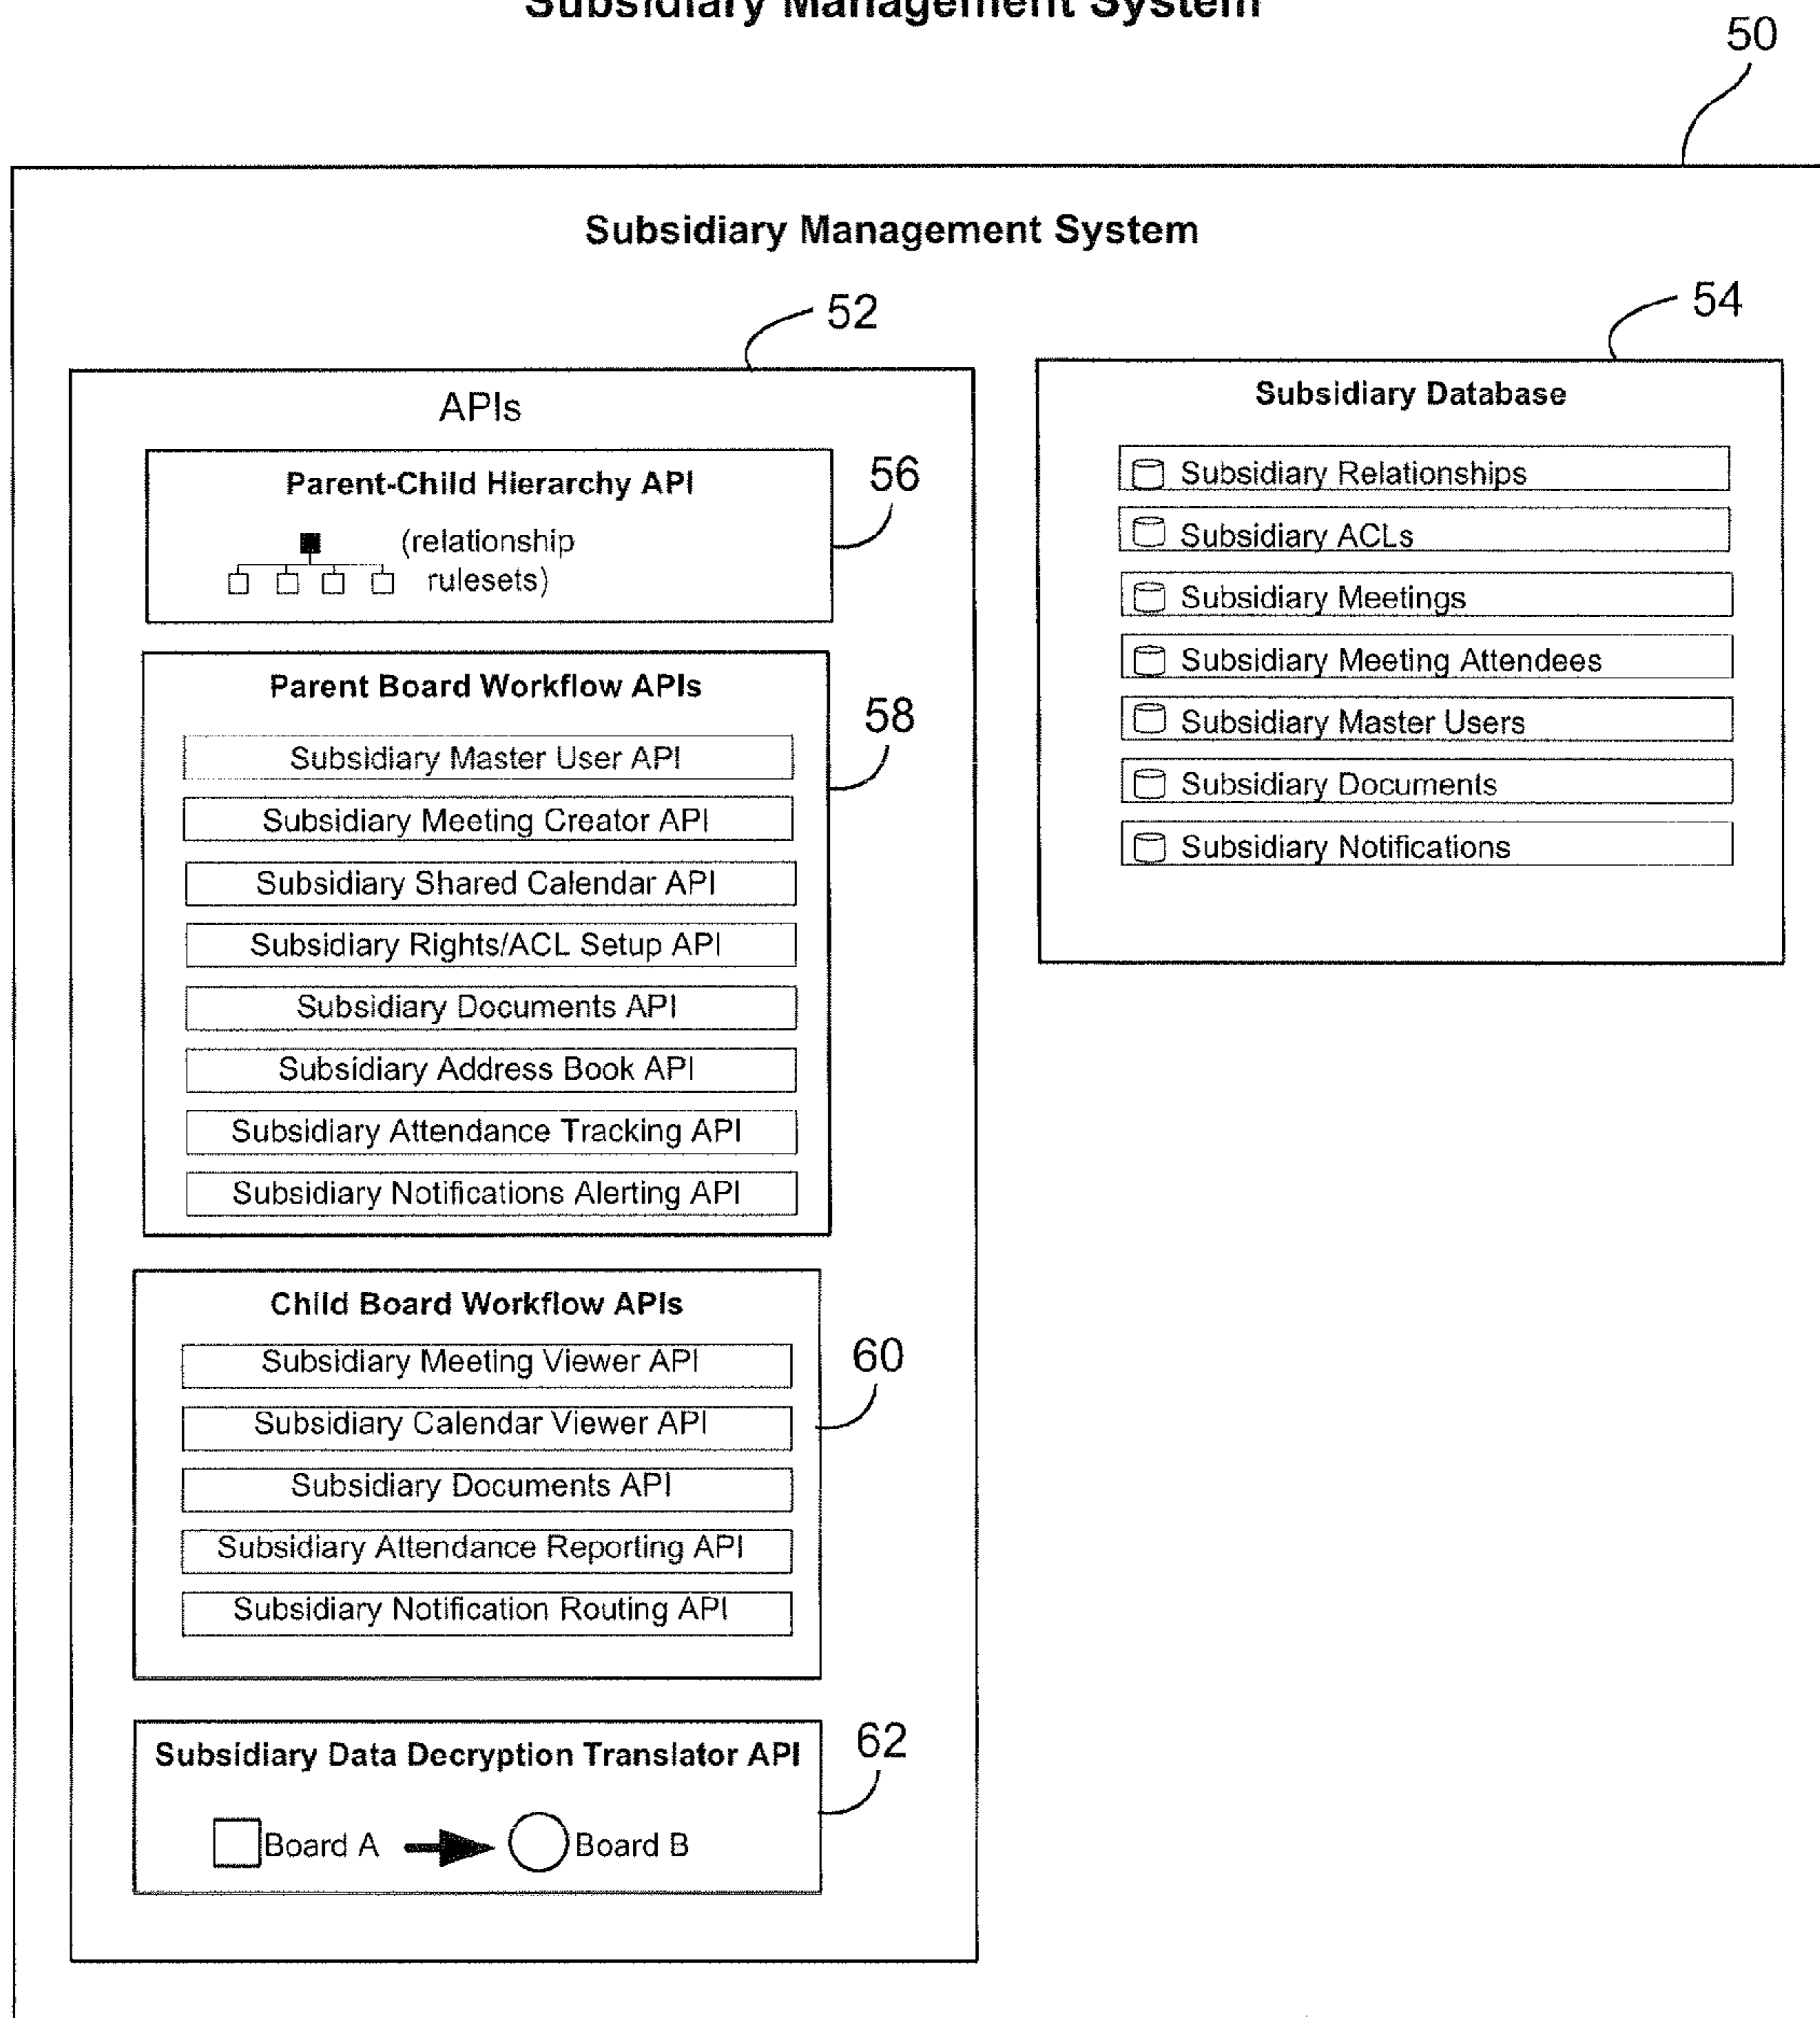 Subsidiary Management System
50
Subsidiary Management System
52
54
APIs
Parent-Child Hierarchy API
(relationship
rulesets)
56
Parent Board Workflow APIs
58
Subsidiary Master User API
Subsidiary Meeting Creator API
Subsidiary Shared Calendar API
Subsidiary Rights/ACL Setup API
Subsidiary Documents API
Subsidiary Address Book API
Subsidiary Attendance Tracking API
Subsidiary Notifications Alerting API
Child Board Workflow APIs
60
Subsidiary Meeting Viewer API
Subsidiary Calendar Viewer API
Subsidiary Documents API
Subsidiary Attendance Reporting API
Subsidiary Notification Routing API
Subsidiary Data Decryption Translator API
62
Board A
Board B
Subsidiary Database
Subsidiary Relationships
Subsidiary ACLs
Subsidiary Meetings
Subsidiary Meeting Attendees
Subsidiary Master Users
Subsidiary Documents
Subsidiary Notifications